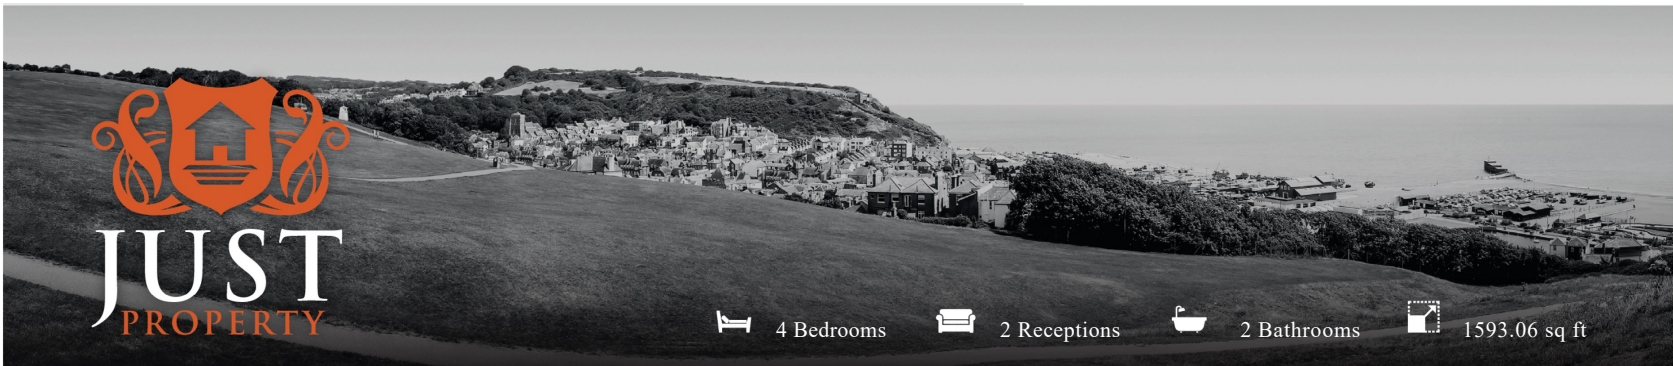 JUST
PROPERTY
4 Bedrooms 2 Receptions 2 Bathrooms 1593.06 sq ft